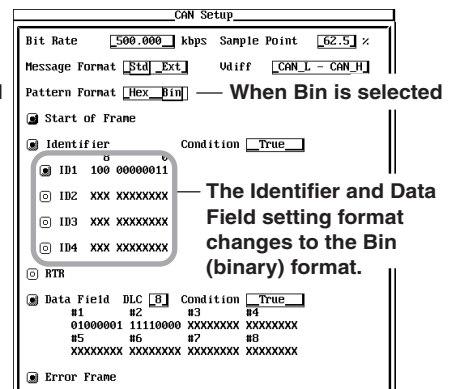 CAN Setup
Bit Rate 500.000 kbps Sample Point 62.5 %
Message Format Std Ext Vdiff CAN_L - CAN_H
Pattern Format Hex Bin When Bin is selected
Start of Frame
Identifier Condition True
8 0
ID1 100 00000011
ID2 XXX XXXXXXXX
ID3 XXX XXXXXXXX
ID4 XXX XXXXXXXX
The Identifier and Data
Field setting format
changes to the Bin
(binary) format.
RTR
Data Field DLC 8 Condition True
#1 #2 #3 #4
01000001 11110000 XXXXXXXX XXXXXXXX
#5 #6 #7 #8
XXXXXXXX XXXXXXXX XXXXXXXX XXXXXXXX
Error Frame